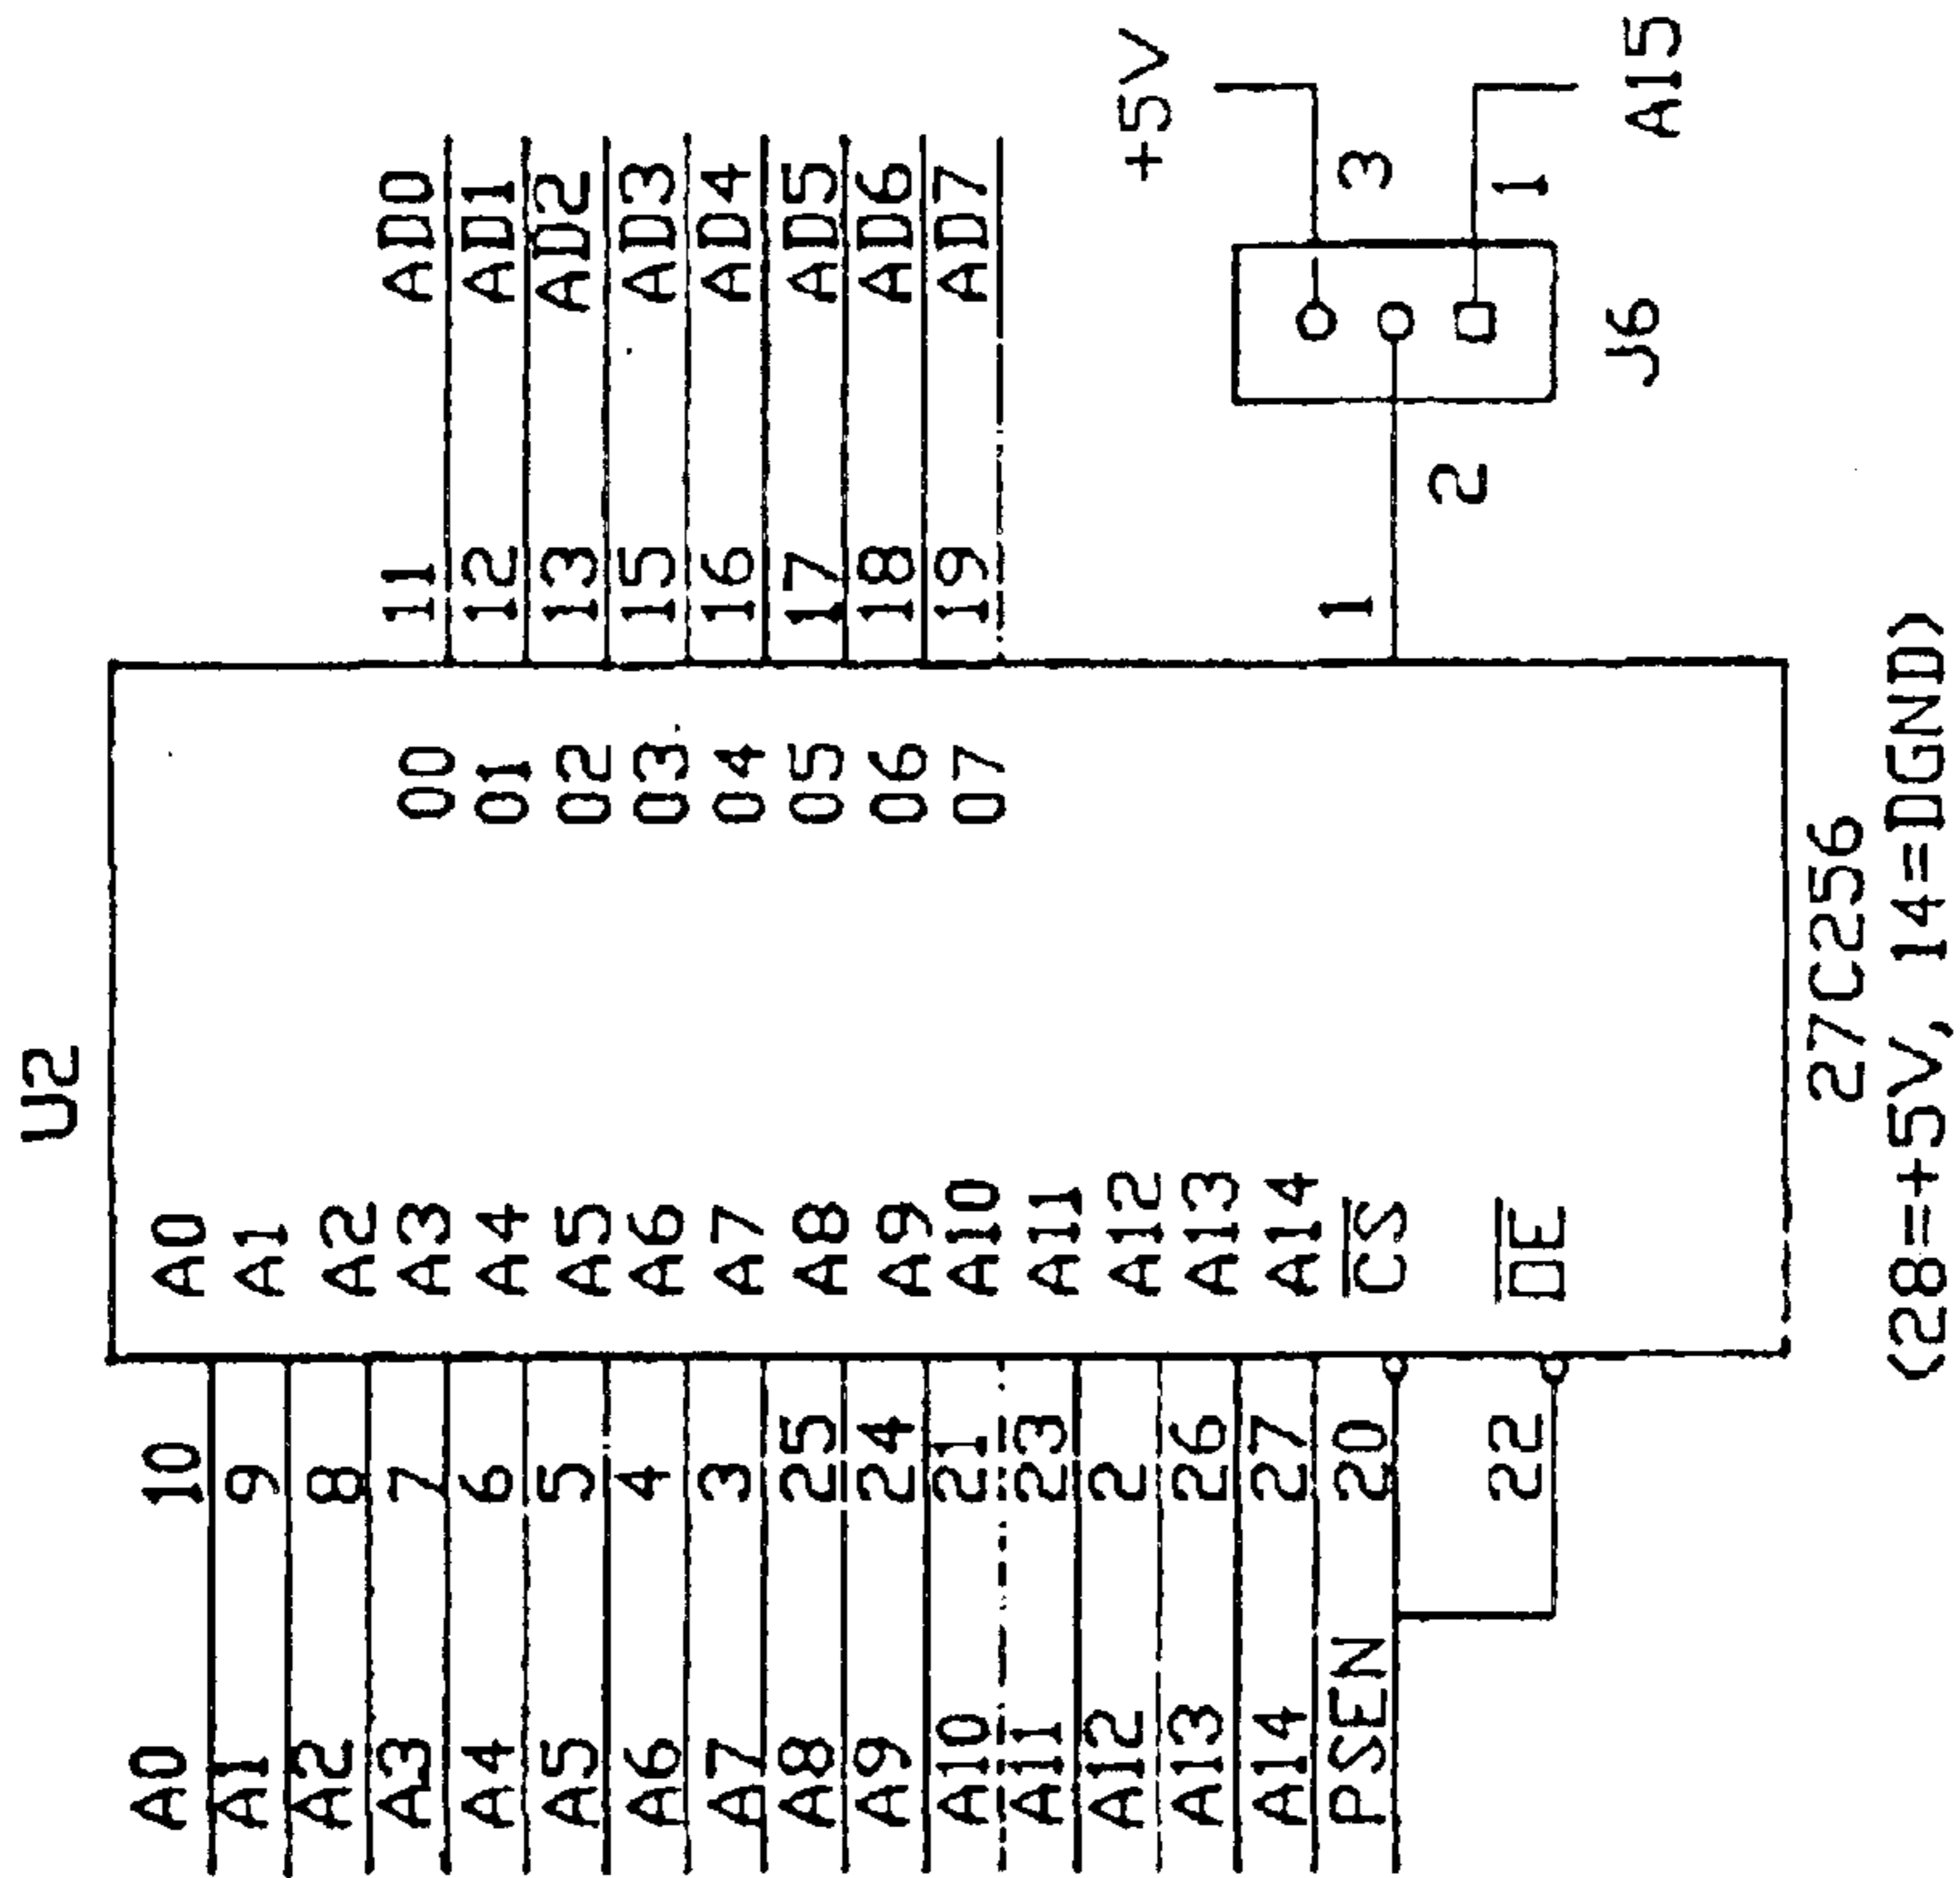 U2
A0 10 A0
A1 9 A1
A2 8 A2
A3 7 A3 00 11 AD0
A4 6 A4 01 12 AD1
A5 5 A5 02 13 AD2
A6 4 A6 03 15 AD3
A7 3 A7 04 16 AD4
A8 25 A8 05 17 AD5
A9 24 A9 06 18 AD6
A10 21 A10 07 19 AD7
A11 23 A11
A12 2 A12
A13 26 A13 +5V
A14 27 A14
PSEN 20 CS 1 3
22 OE 2 1
J6 A15
27C256
(28=+5V, 14=DGND)